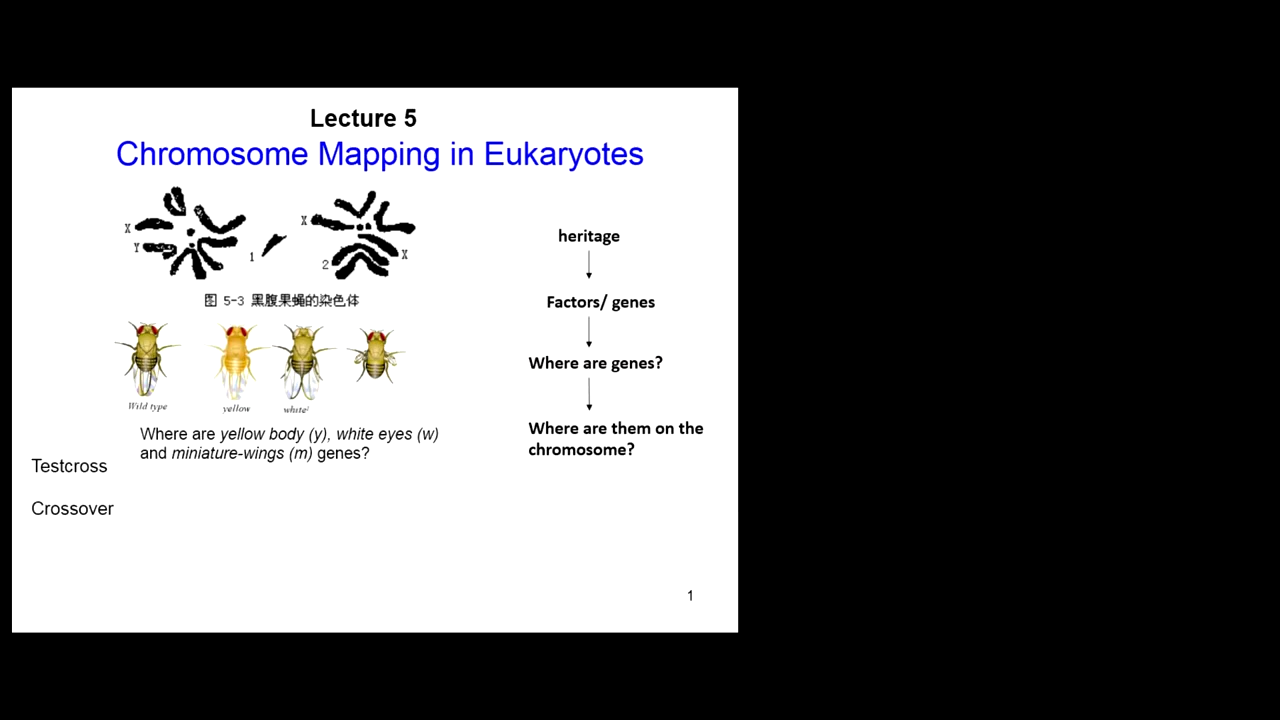 Lecture 5
Chromosome Mapping in Eukaryotes
X
Y
1
X
2
X
图 5-3 黑腹果蝇的染色体
Wild type
yellow
white¹
Where are yellow body (y), white eyes (w)
and miniature-wings (m) genes?
Testcross
Crossover
heritage
Factors/ genes
Where are genes?
Where are them on the
chromosome?
1